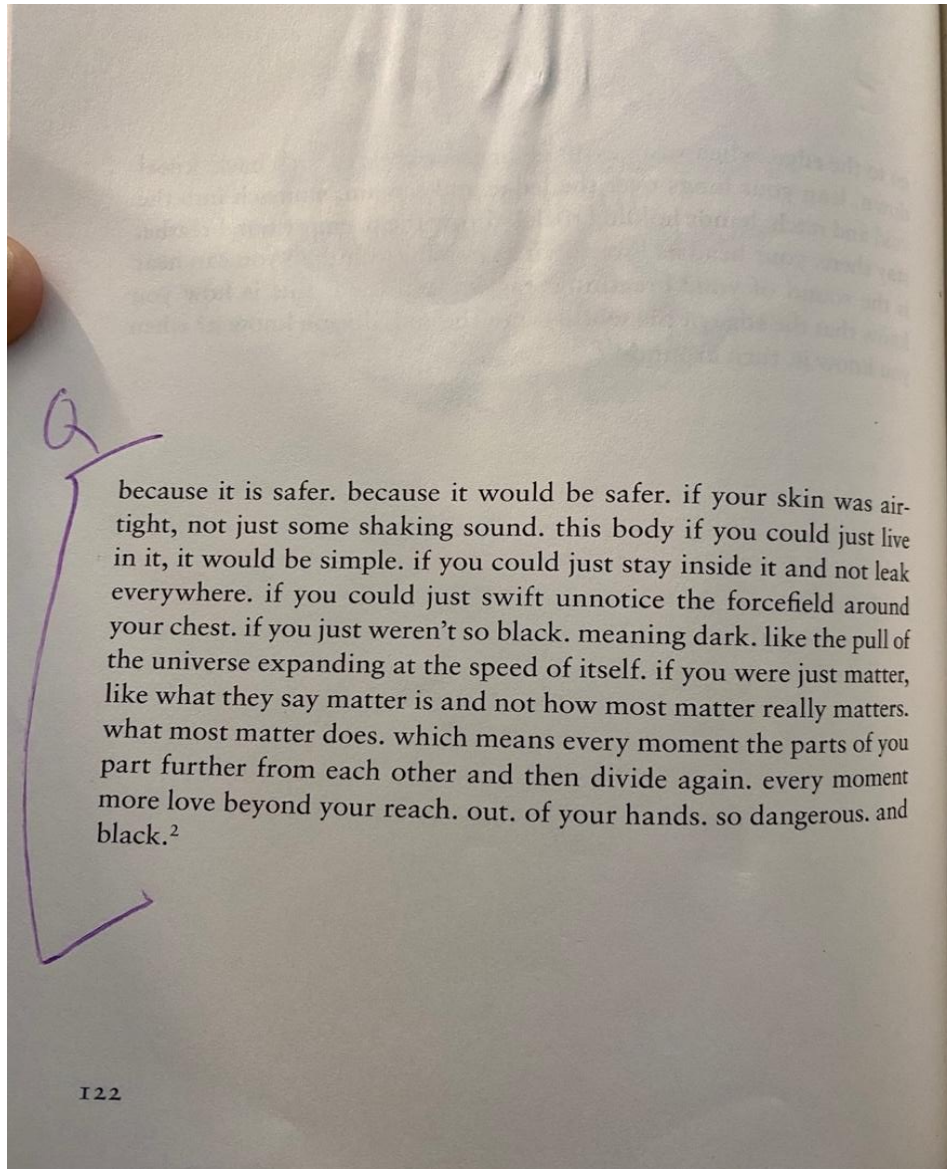 Q
because it is safer. because it would be safer. if your skin was air-
tight, not just some shaking sound. this body if you could just live
in it, it would be simple. if you could just stay inside it and not leak
everywhere. if you could just swift unnotice the forcefield around
your chest. if you just weren't so black. meaning dark. like the pull of
the universe expanding at the speed of itself. if you were just matter,
like what they say matter is and not how most matter really matters.
what most matter does. which means every moment the parts of you
part further from each other and then divide again. every moment
more love beyond your reach. out. of your hands. so dangerous. and
black.²
122